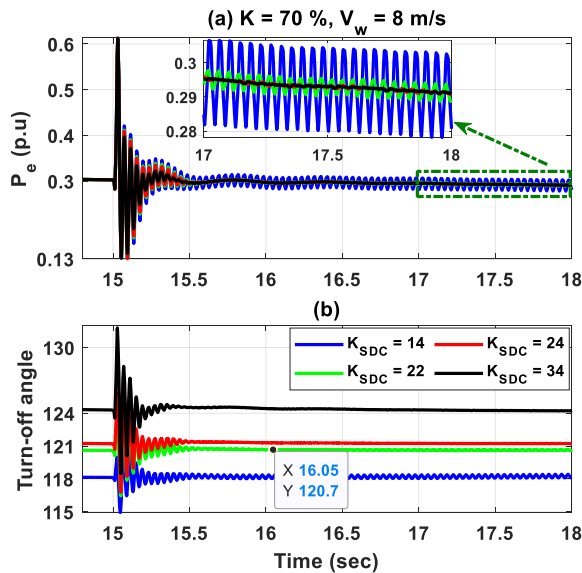 (a) K = 70 %, V_w = 8 m/s
P_e (p.u)
0.6
0.5
0.4
0.3
0.13
0.3
0.29
0.28
17
17.5
18
15
15.5
16
16.5
17
17.5
18
(b)
Turn-off angle
130
124
121
118
115
K_SDC = 14
K_SDC = 24
K_SDC = 22
K_SDC = 34
X 16.05
Y 120.7
15
15.5
16
16.5
17
17.5
18
Time (sec)